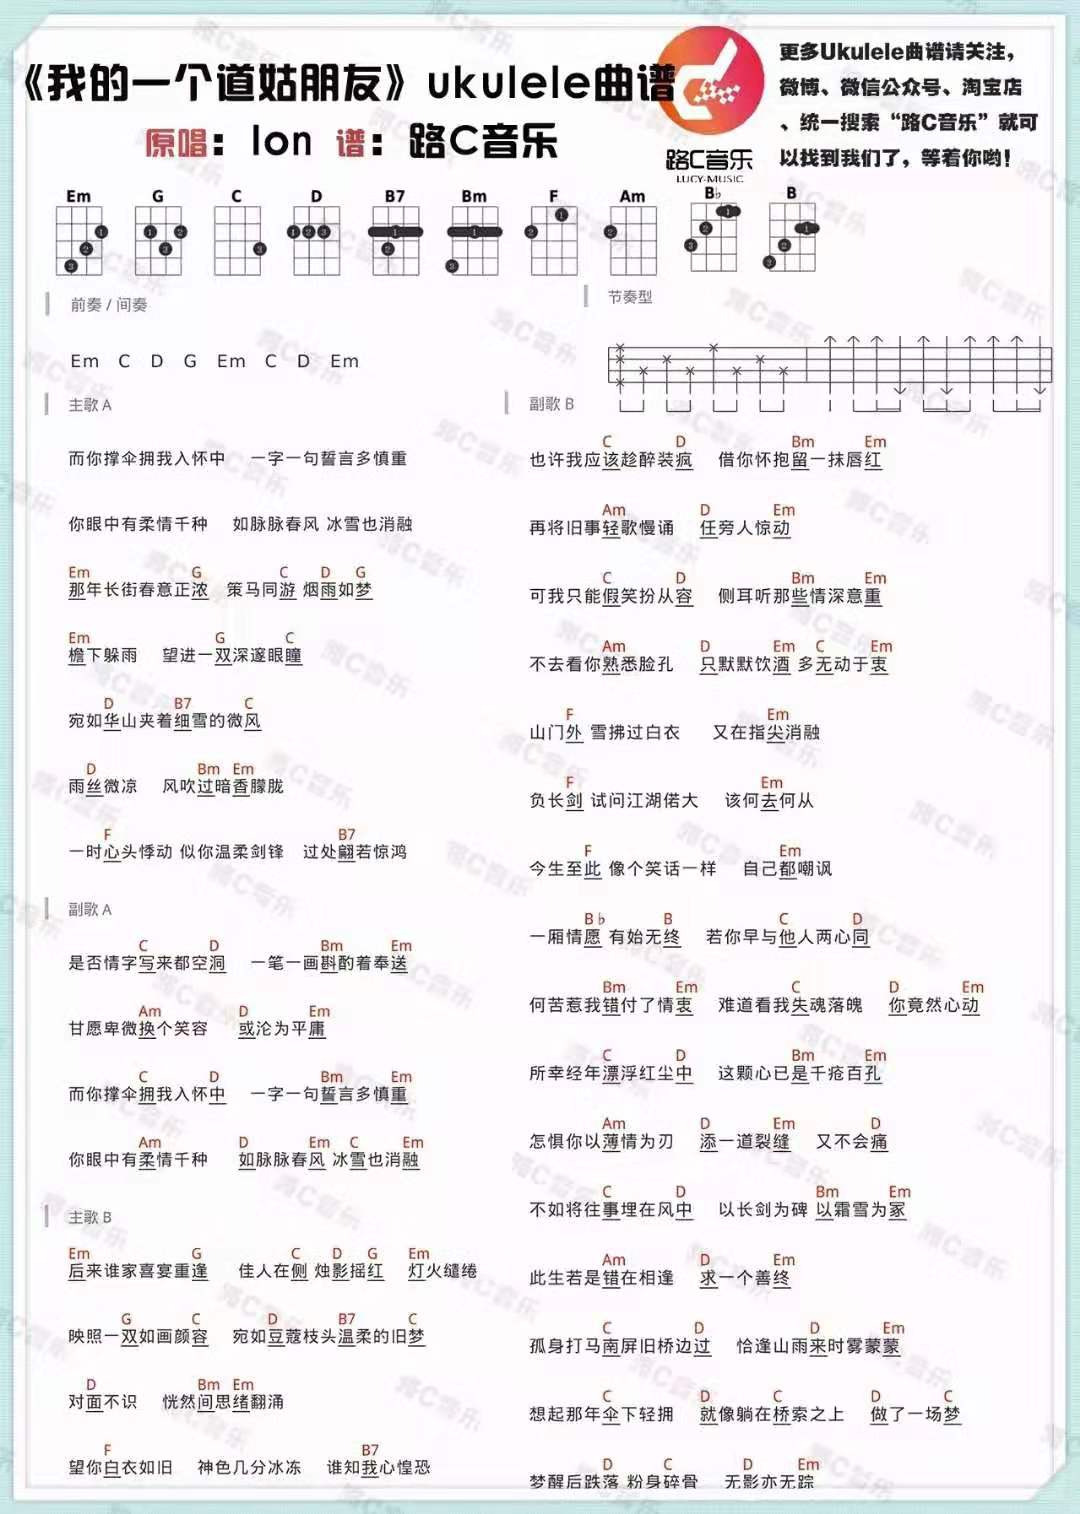 《我的一个道姑朋友》ukulele曲谱
原唱：lon 谱：路C音乐
路C音乐
LUCY-MUSIC
更多Ukulele曲谱请关注，
微博、微信公众号、淘宝店
、统一搜索“路C音乐”就可
以找到我们了，等着你哟！
Em G C D B7 Bm F Am B♭ B
前奏 / 间奏
节奏型
Em C D G Em C D Em
主歌 A
而你撑伞拥我入怀中 一字一句誓言多慎重
你眼中有柔情千种 如脉脉春风 冰雪也消融
Em G C D G
那年长街春意正浓 策马同游 烟雨如梦
Em G C
檐下躲雨 望进一双深邃眼瞳
D B7 C
宛如华山夹着细雪的微风
D Bm Em
雨丝微凉 风吹过暗香朦胧
F B7
一时心头悸动 似你温柔剑锋 过处翩若惊鸿
副歌 A
C D Bm Em
是否情字写来都空洞 一笔一画斟酌着奉送
Am D Em
甘愿卑微换个笑容 或沦为平庸
C D Bm Em
而你撑伞拥我入怀中 一字一句誓言多慎重
Am D Em C Em
你眼中有柔情千种 如脉脉春风 冰雪也消融
主歌 B
Em G C D G Em
后来谁家喜宴重逢 佳人在侧 烛影摇红 灯火缱绻
G C D B7 C
映照一双如画颜容 宛如豆蔻枝头温柔的旧梦
D Bm Em
对面不识 恍然间思绪翻涌
F B7
望你白衣如旧 神色几分冰冻 谁知我心惶恐
副歌 B
C D Bm Em
也许我应该趁醉装疯 借你怀抱留一抹唇红
Am D Em
再将旧事轻歌慢诵 任旁人惊动
C D Bm Em
可我只能假笑扮从容 侧耳听那些情深意重
Am D Em C Em
不去看你熟悉脸孔 只默默饮酒 多无动于衷
F Em
山门外 雪拂过白衣 又在指尖消融
F Em
负长剑 试问江湖偌大 该何去何从
F Em
今生至此 像个笑话一样 自己都嘲讽
B♭ B C D
一厢情愿 有始无终 若你早与他人两心同
Bm Em C D Em
何苦惹我错付了情衷 难道看我失魂落魄 你竟然心动
C D Bm Em
所幸经年漂浮红尘中 这颗心已是千疮百孔
Am D Em D
怎惧你以薄情为刃 添一道裂缝 又不会痛
C D Bm Em
不如将往事埋在风中 以长剑为碑 以霜雪为冢
Am D Em
此生若是错在相逢 求一个善终
C D D Em
孤身打马南屏旧桥边过 恰逢山雨来时雾蒙蒙
C D C D C
想起那年伞下轻拥 就像躺在桥索之上 做了一场梦
D C D Em
梦醒后跌落 粉身碎骨 无影亦无踪